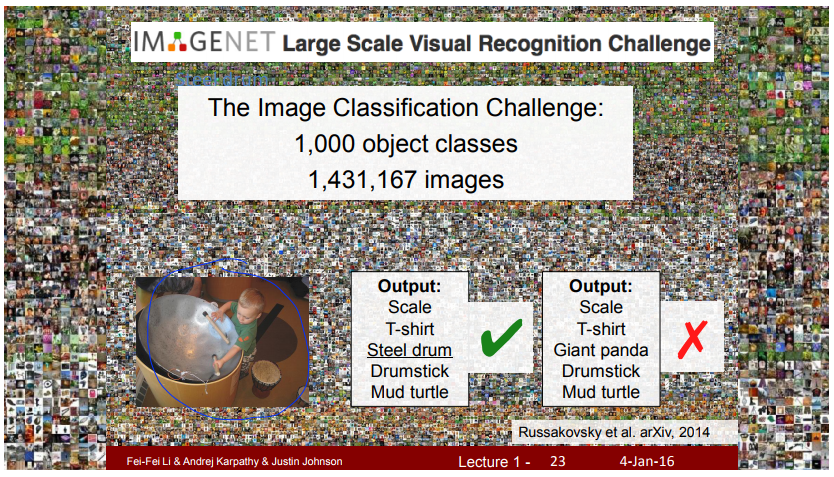 IMAGENET Large Scale Visual Recognition Challenge
Steel drum
The Image Classification Challenge:
1,000 object classes
1,431,167 images
Output:
Scale
T-shirt
Steel drum
Drumstick
Mud turtle
Output:
Scale
T-shirt
Giant panda
Drumstick
Mud turtle
Russakovsky et al. arXiv, 2014
Fei-Fei Li & Andrej Karpathy & Justin Johnson
Lecture 1 - 23
4-Jan-16